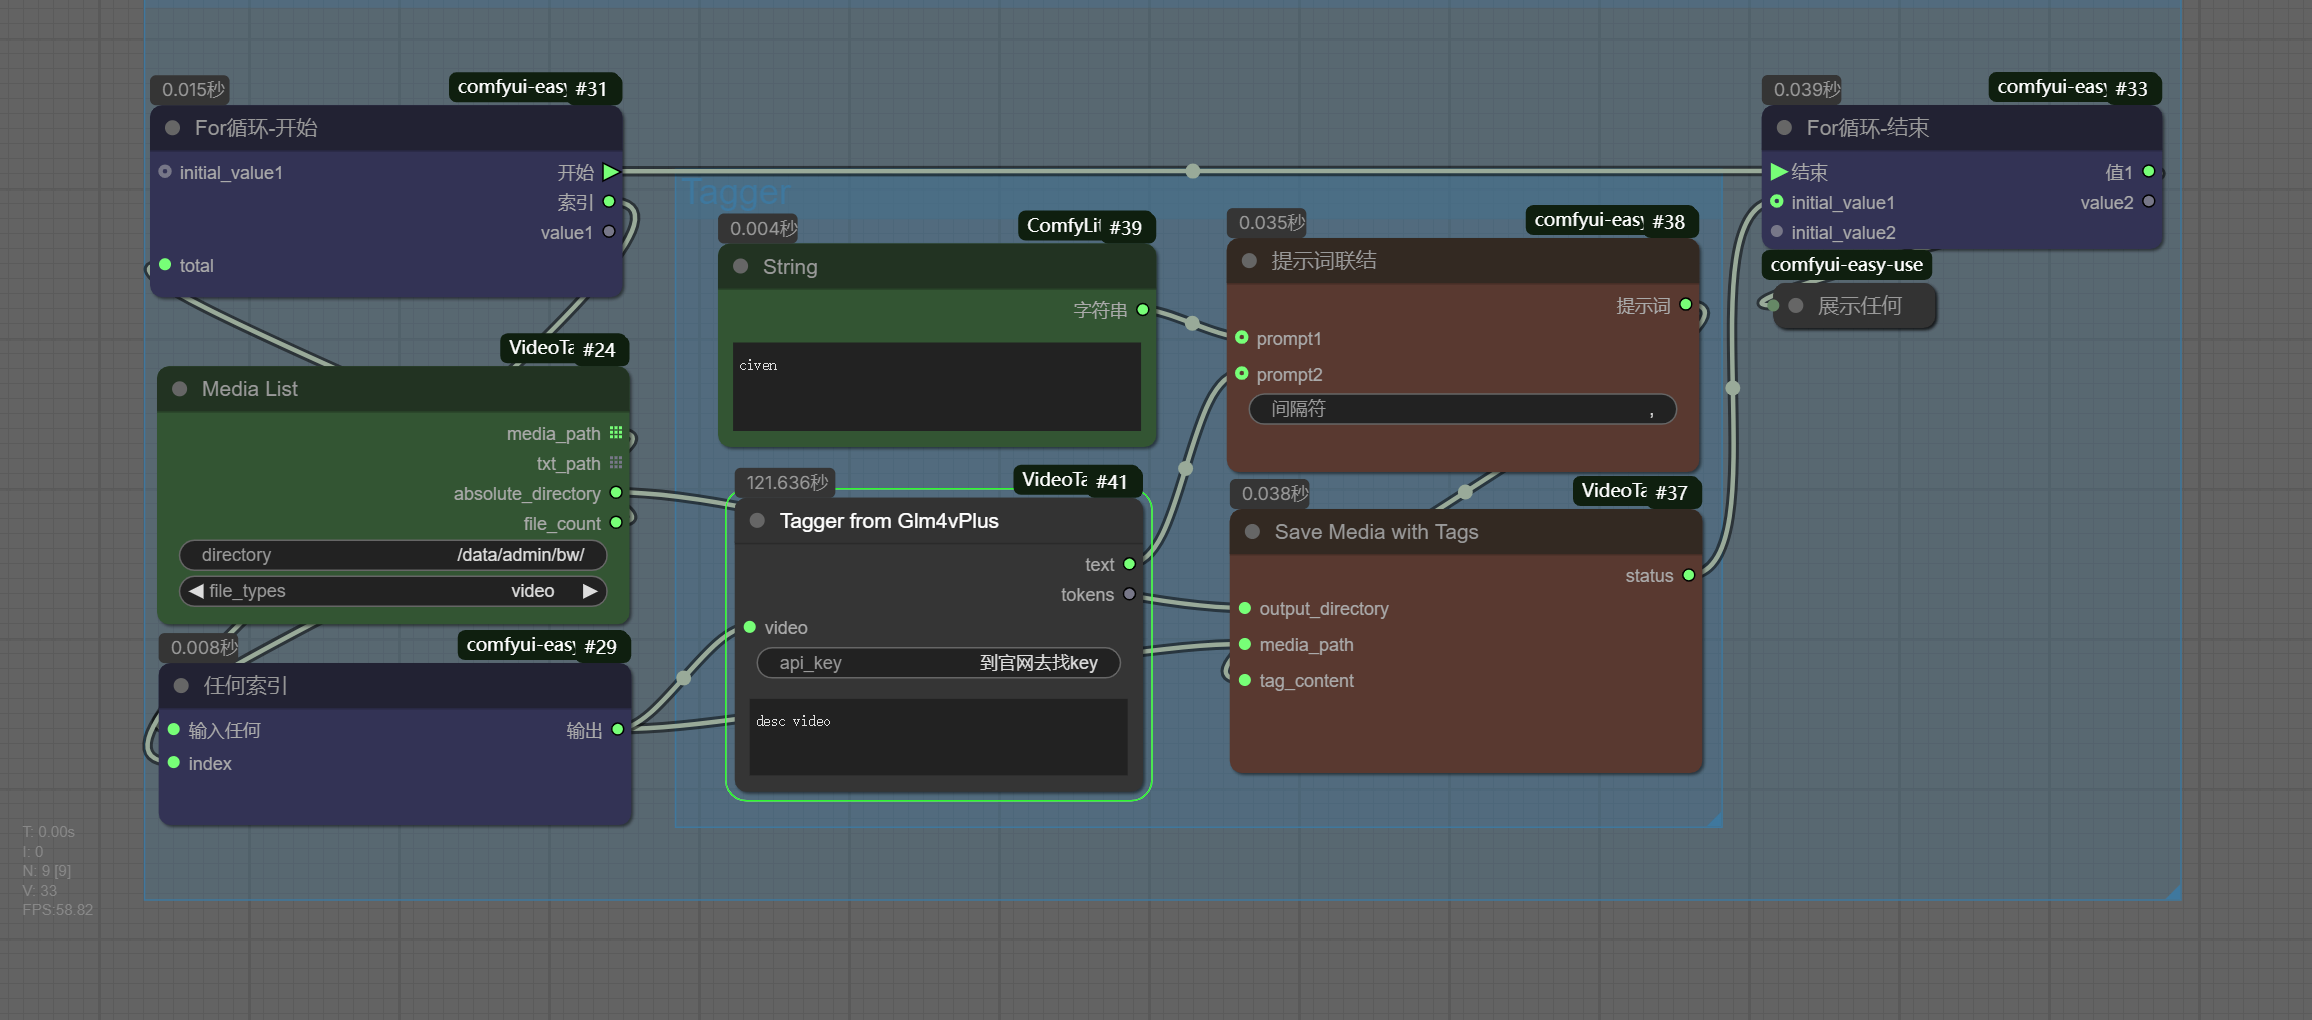 0.015秒
comfyui-easy #31
For循环-开始
initial_value1
开始
索引
value1
total
VideoTa #24
Media List
media_path
txt_path
absolute_directory
file_count
directory /data/admin/bw/
file_types video
0.008秒
comfyui-easy #29
任何索引
输入任何
输出
index
Tagger
0.004秒
ComfyLit #39
String
字符串
civen
121.636秒
VideoTa #41
Tagger from Glm4vPlus
text
tokens
video
api_key 到官网去找key
desc video
0.035秒
comfyui-easy #38
提示词联结
提示词
prompt1
prompt2
间隔符 ,
0.038秒
VideoTa #37
Save Media with Tags
status
output_directory
media_path
tag_content
0.039秒
comfyui-easy #33
For循环-结束
结束
值1
initial_value1
value2
initial_value2
comfyui-easy-use
展示任何
T: 0.00s
I: 0
N: 9 [9]
V: 33
FPS:58.82